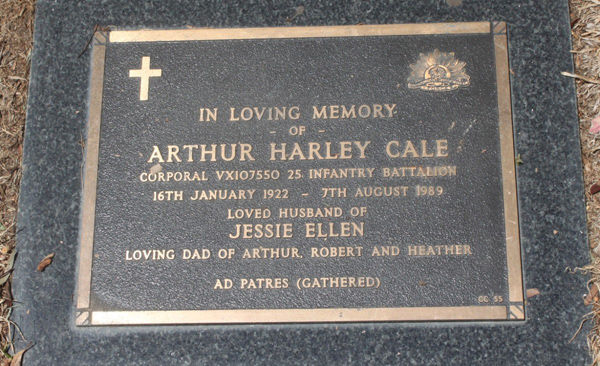 IN LOVING MEMORY
- OF -
ARTHUR HARLEY CALE
CORPORAL VX107550 25 INFANTRY BATTALION
16TH JANUARY 1922 - 7TH AUGUST 1989
LOVED HUSBAND OF
JESSIE ELLEN
LOVING DAD OF ARTHUR, ROBERT AND HEATHER
AD PATRES (GATHERED)